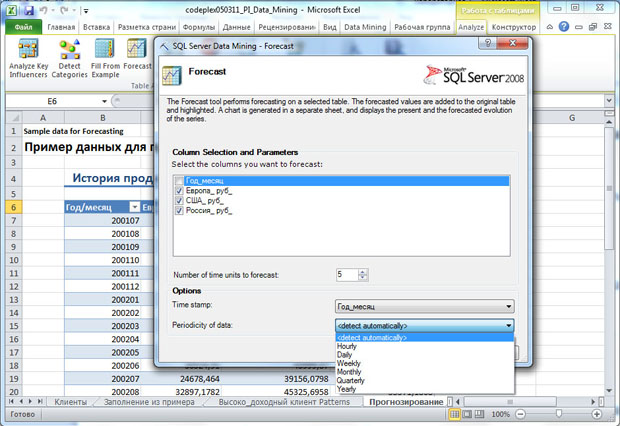 codeplex050311_PI_Data_Mining - Microsoft Excel
Работа с таблицами
Файл Главная Вставка Разметка страни Формулы Данные Рецензирован Вид Data Mining Рабочая группа Analyze Конструктор
Analyze Key Influencers
Detect Categories
Fill From Example
Forecast
Table A
E6
A B G
1 Sample data for Forecasting
2 Пример данных для п
3
4 История прод
5
6 Год/месяц Ев
7 200107
8 200108
9 200109
10 200110
11 200111
12 200112
13 200201
14 200202
15 200203
16 200204
17 200205
18 200206
19 200207 24678,464 39156,0798
20 200208 32897,1782 45325,6958
SQL Server Data Mining - Forecast
Forecast
Microsoft
SQL Server 2008
The Forecast tool performs forecasting on a selected table. The forecasted values are added to the original table
and highlighted. A chart is generated in a separate sheet, and displays the present and the forecasted evolution
of the series.
Column Selection and Parameters
Select the columns you want to forecast:
Год_месяц
Европа_ руб_
США_ руб_
Россия_ руб_
Number of time units to forecast: 5
Options
Time stamp: Год_месяц
Periodicity of data: <detect automatically>
<detect automatically>
Hourly
Daily
Weekly
Monthly
Quarterly
Yearly
Клиенты Заполнение из примера Высоко_доходный клиент Patterns Прогнозирование
Готово 100%